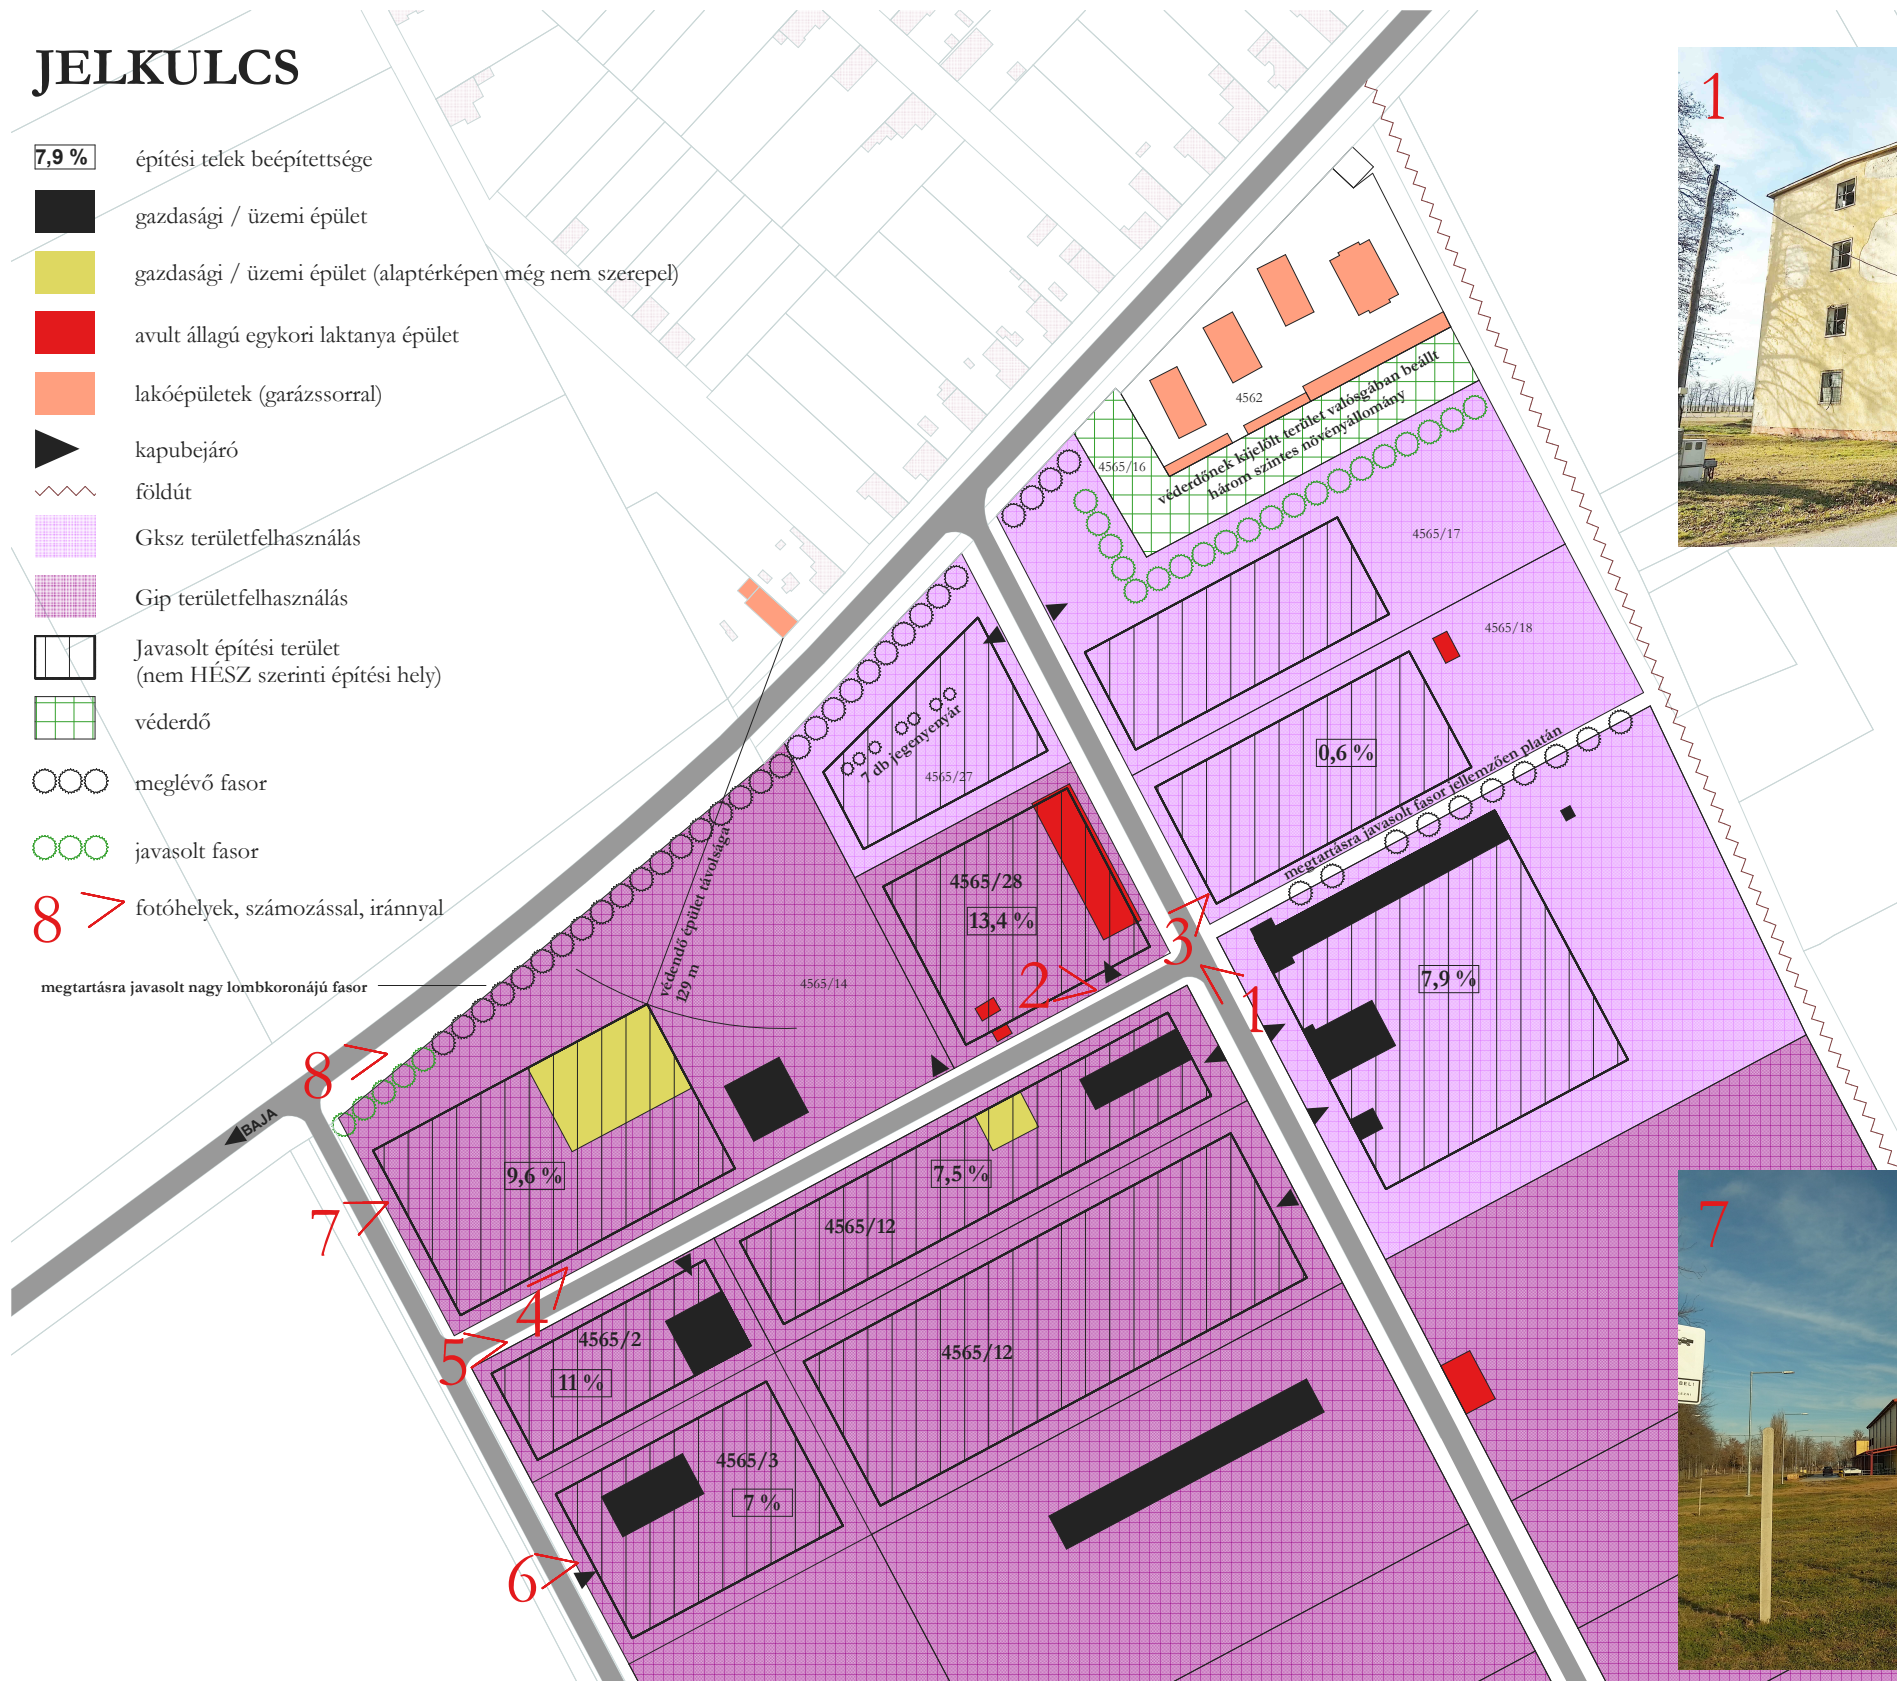 JELKULCS
7,9 %
építési telek beépítettsége
gazdasági / üzemi épület
gazdasági / üzemi épület (alaptérképen még nem szerepel)
avult állagú egykori laktanya épület
lakóépületek (garázssorral)
kapubejáró
földút
Gksz területfelhasználás
Gip területfelhasználás
Javasolt építési terület
(nem HÉSZ szerinti építési hely)
véderdő
meglévő fasor
javasolt fasor
8
fotóhelyek, számozással, iránnyal
megtartásra javasolt nagy lombkoronájú fasor
1
4562
4565/16
véderdőnek kijelölt terület valóságában beállt
három szintes növényállomány
4565/17
4565/18
0,6 %
7 db jegenyenyár
4565/27
megtartásra javasolt fasor jellemzően platán
4565/28
13,4 %
védendő épület távolsága
129 m
4565/14
2
3
1
7,9 %
8
BAJA
7
9,6 %
7,5 %
4565/12
7
4
5
4565/2
11 %
4565/12
4565/3
7 %
6